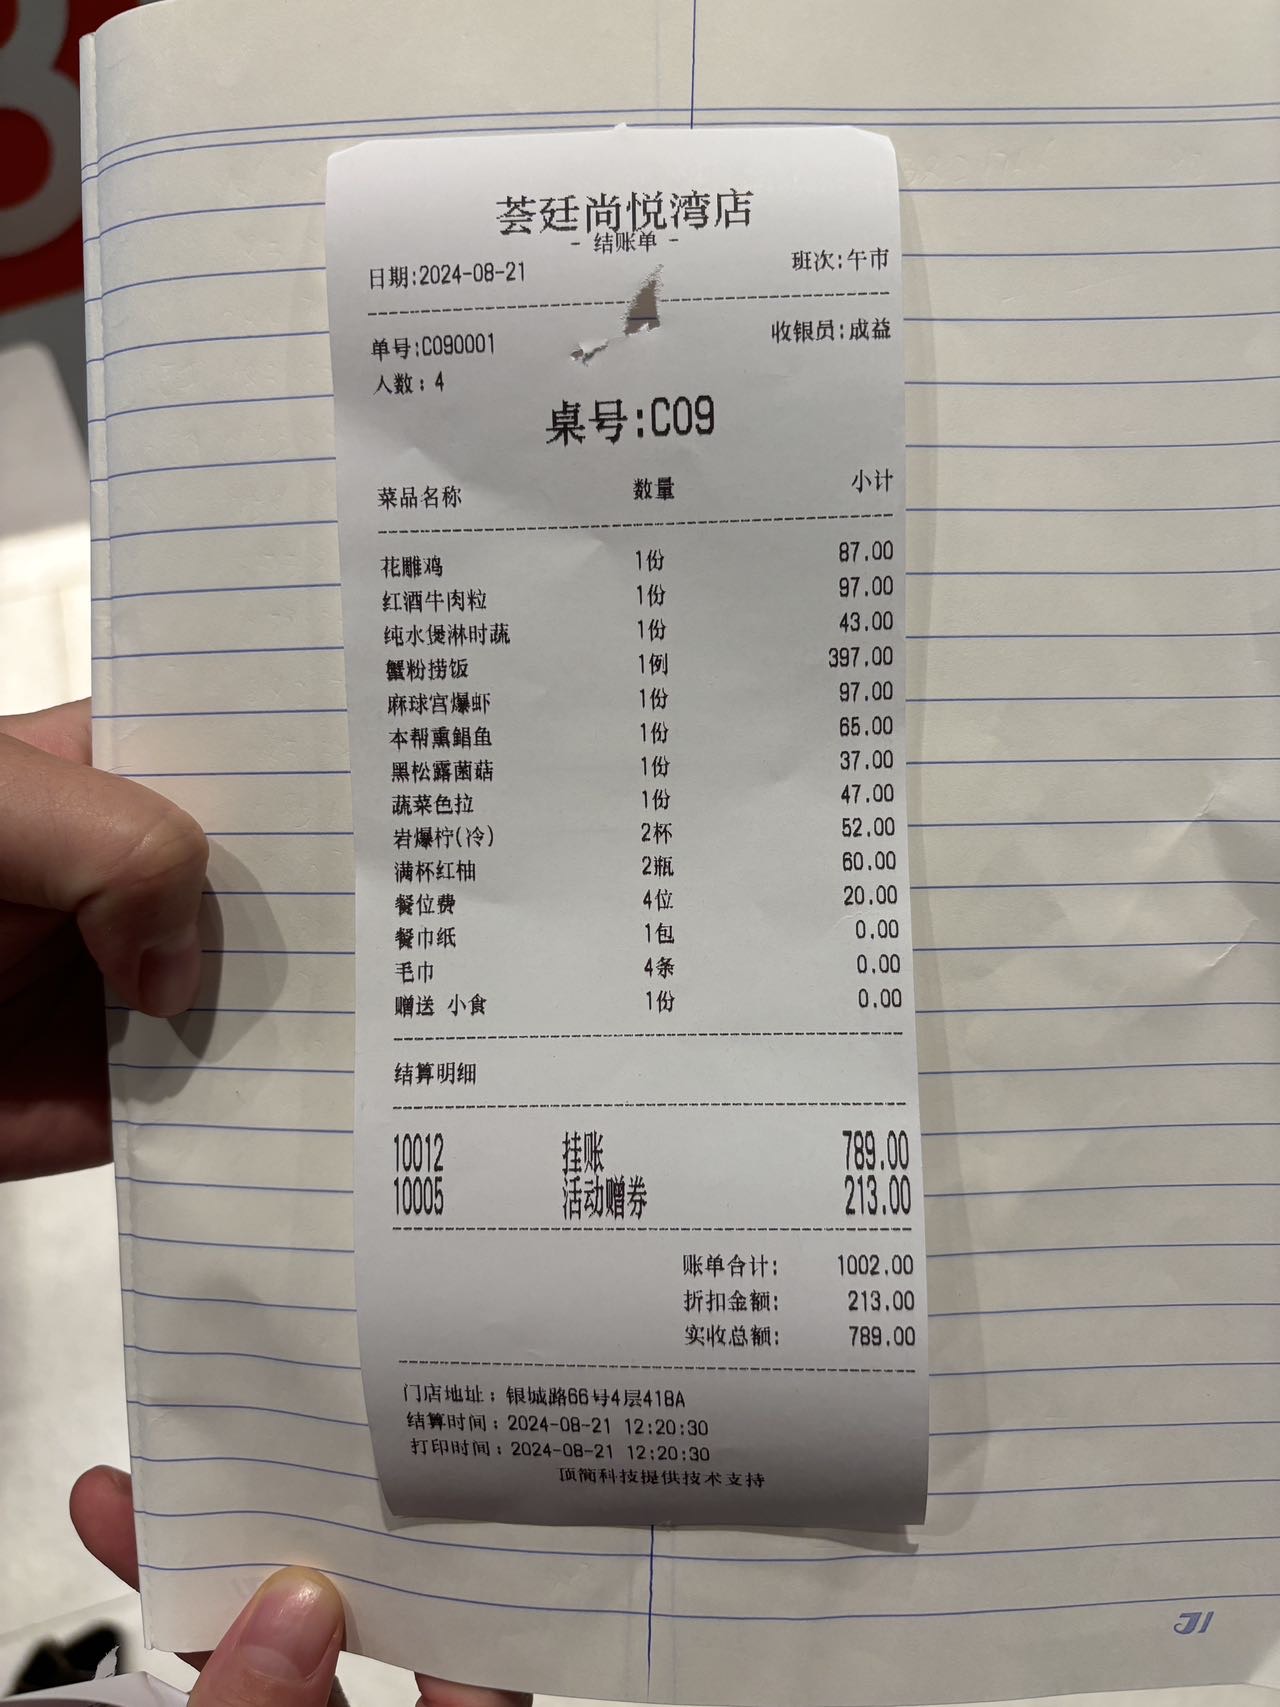 荟廷尚悦湾店
- 结账单 -
日期:2024-08-21 班次:午市
单号:C090001 收银员:成益
人数: 4
桌号:C09
菜品名称 数量 小计
花雕鸡 1份 87.00
红酒牛肉粒 1份 97.00
纯水煲淋时蔬 1份 43.00
蟹粉捞饭 1例 397.00
麻球宫爆虾 1份 97.00
本帮熏鲳鱼 1份 65.00
黑松露菌菇 1份 37.00
蔬菜色拉 1份 47.00
岩爆柠(冷) 2杯 52.00
满杯红柚 2瓶 60.00
餐位费 4位 20.00
餐巾纸 1包 0.00
毛巾 4条 0.00
赠送 小食 1份 0.00
结算明细
10012 挂账 789.00
10005 活动赠券 213.00
账单合计: 1002.00
折扣金额: 213.00
实收总额: 789.00
门店地址: 银城路66号4层418A
结算时间: 2024-08-21 12:20:30
打印时间: 2024-08-21 12:20:30
顶简科技提供技术支持